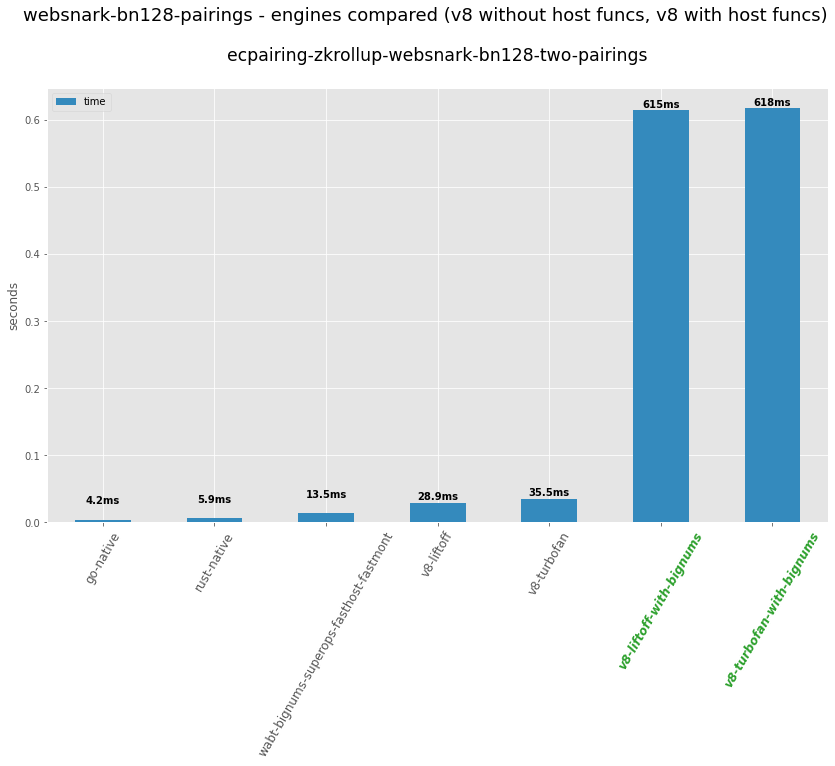 websnark-bn128-pairings - engines compared (v8 without host funcs, v8 with host funcs)
ecpairing-zkrollup-websnark-bn128-two-pairings
time
seconds
0.6
0.5
0.4
0.3
0.2
0.1
0.0
4.2ms
5.9ms
13.5ms
28.9ms
35.5ms
615ms
618ms
go-native
rust-native
wabt-bignums-superops-fasthost-fastmont
v8-liftoff
v8-turbofan
v8-liftoff-with-bignums
v8-turbofan-with-bignums